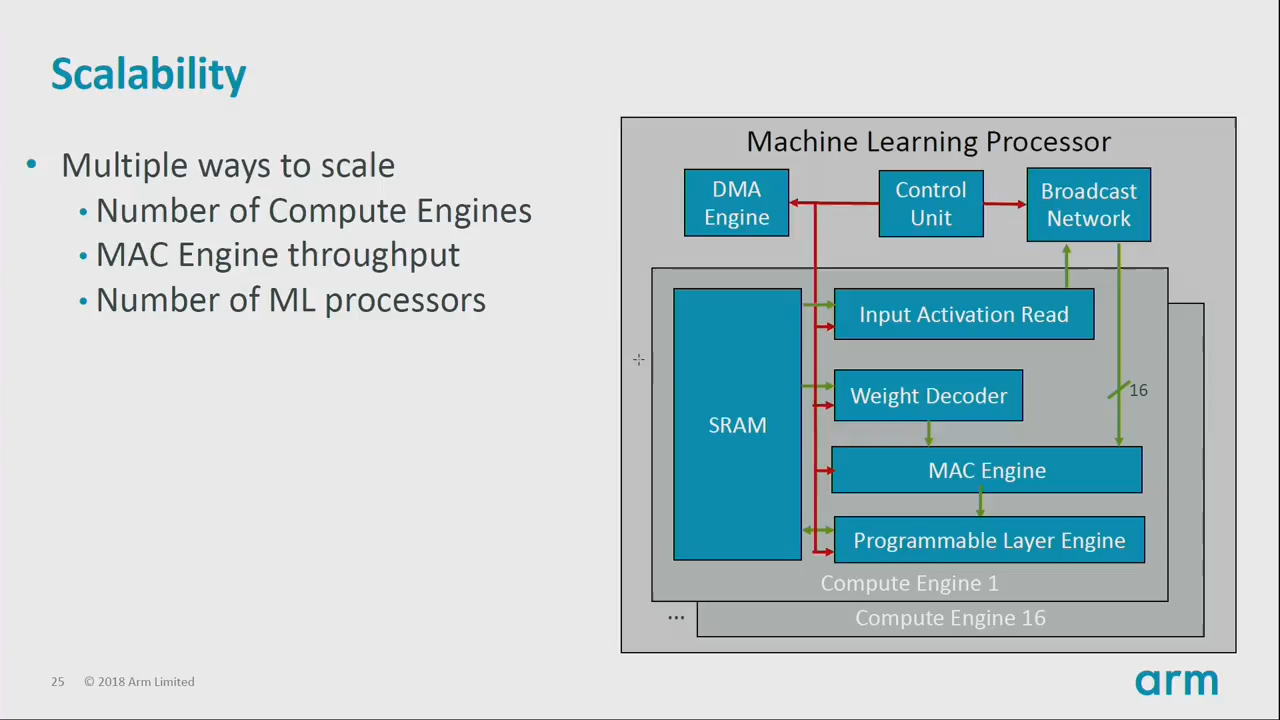 Scalability
• Multiple ways to scale
• Number of Compute Engines
• MAC Engine throughput
• Number of ML processors
Machine Learning Processor
DMA
Engine
Control
Unit
Broadcast
Network
SRAM
Input Activation Read
Weight Decoder
16
MAC Engine
Programmable Layer Engine
Compute Engine 1
...
Compute Engine 16
25 © 2018 Arm Limited
arm